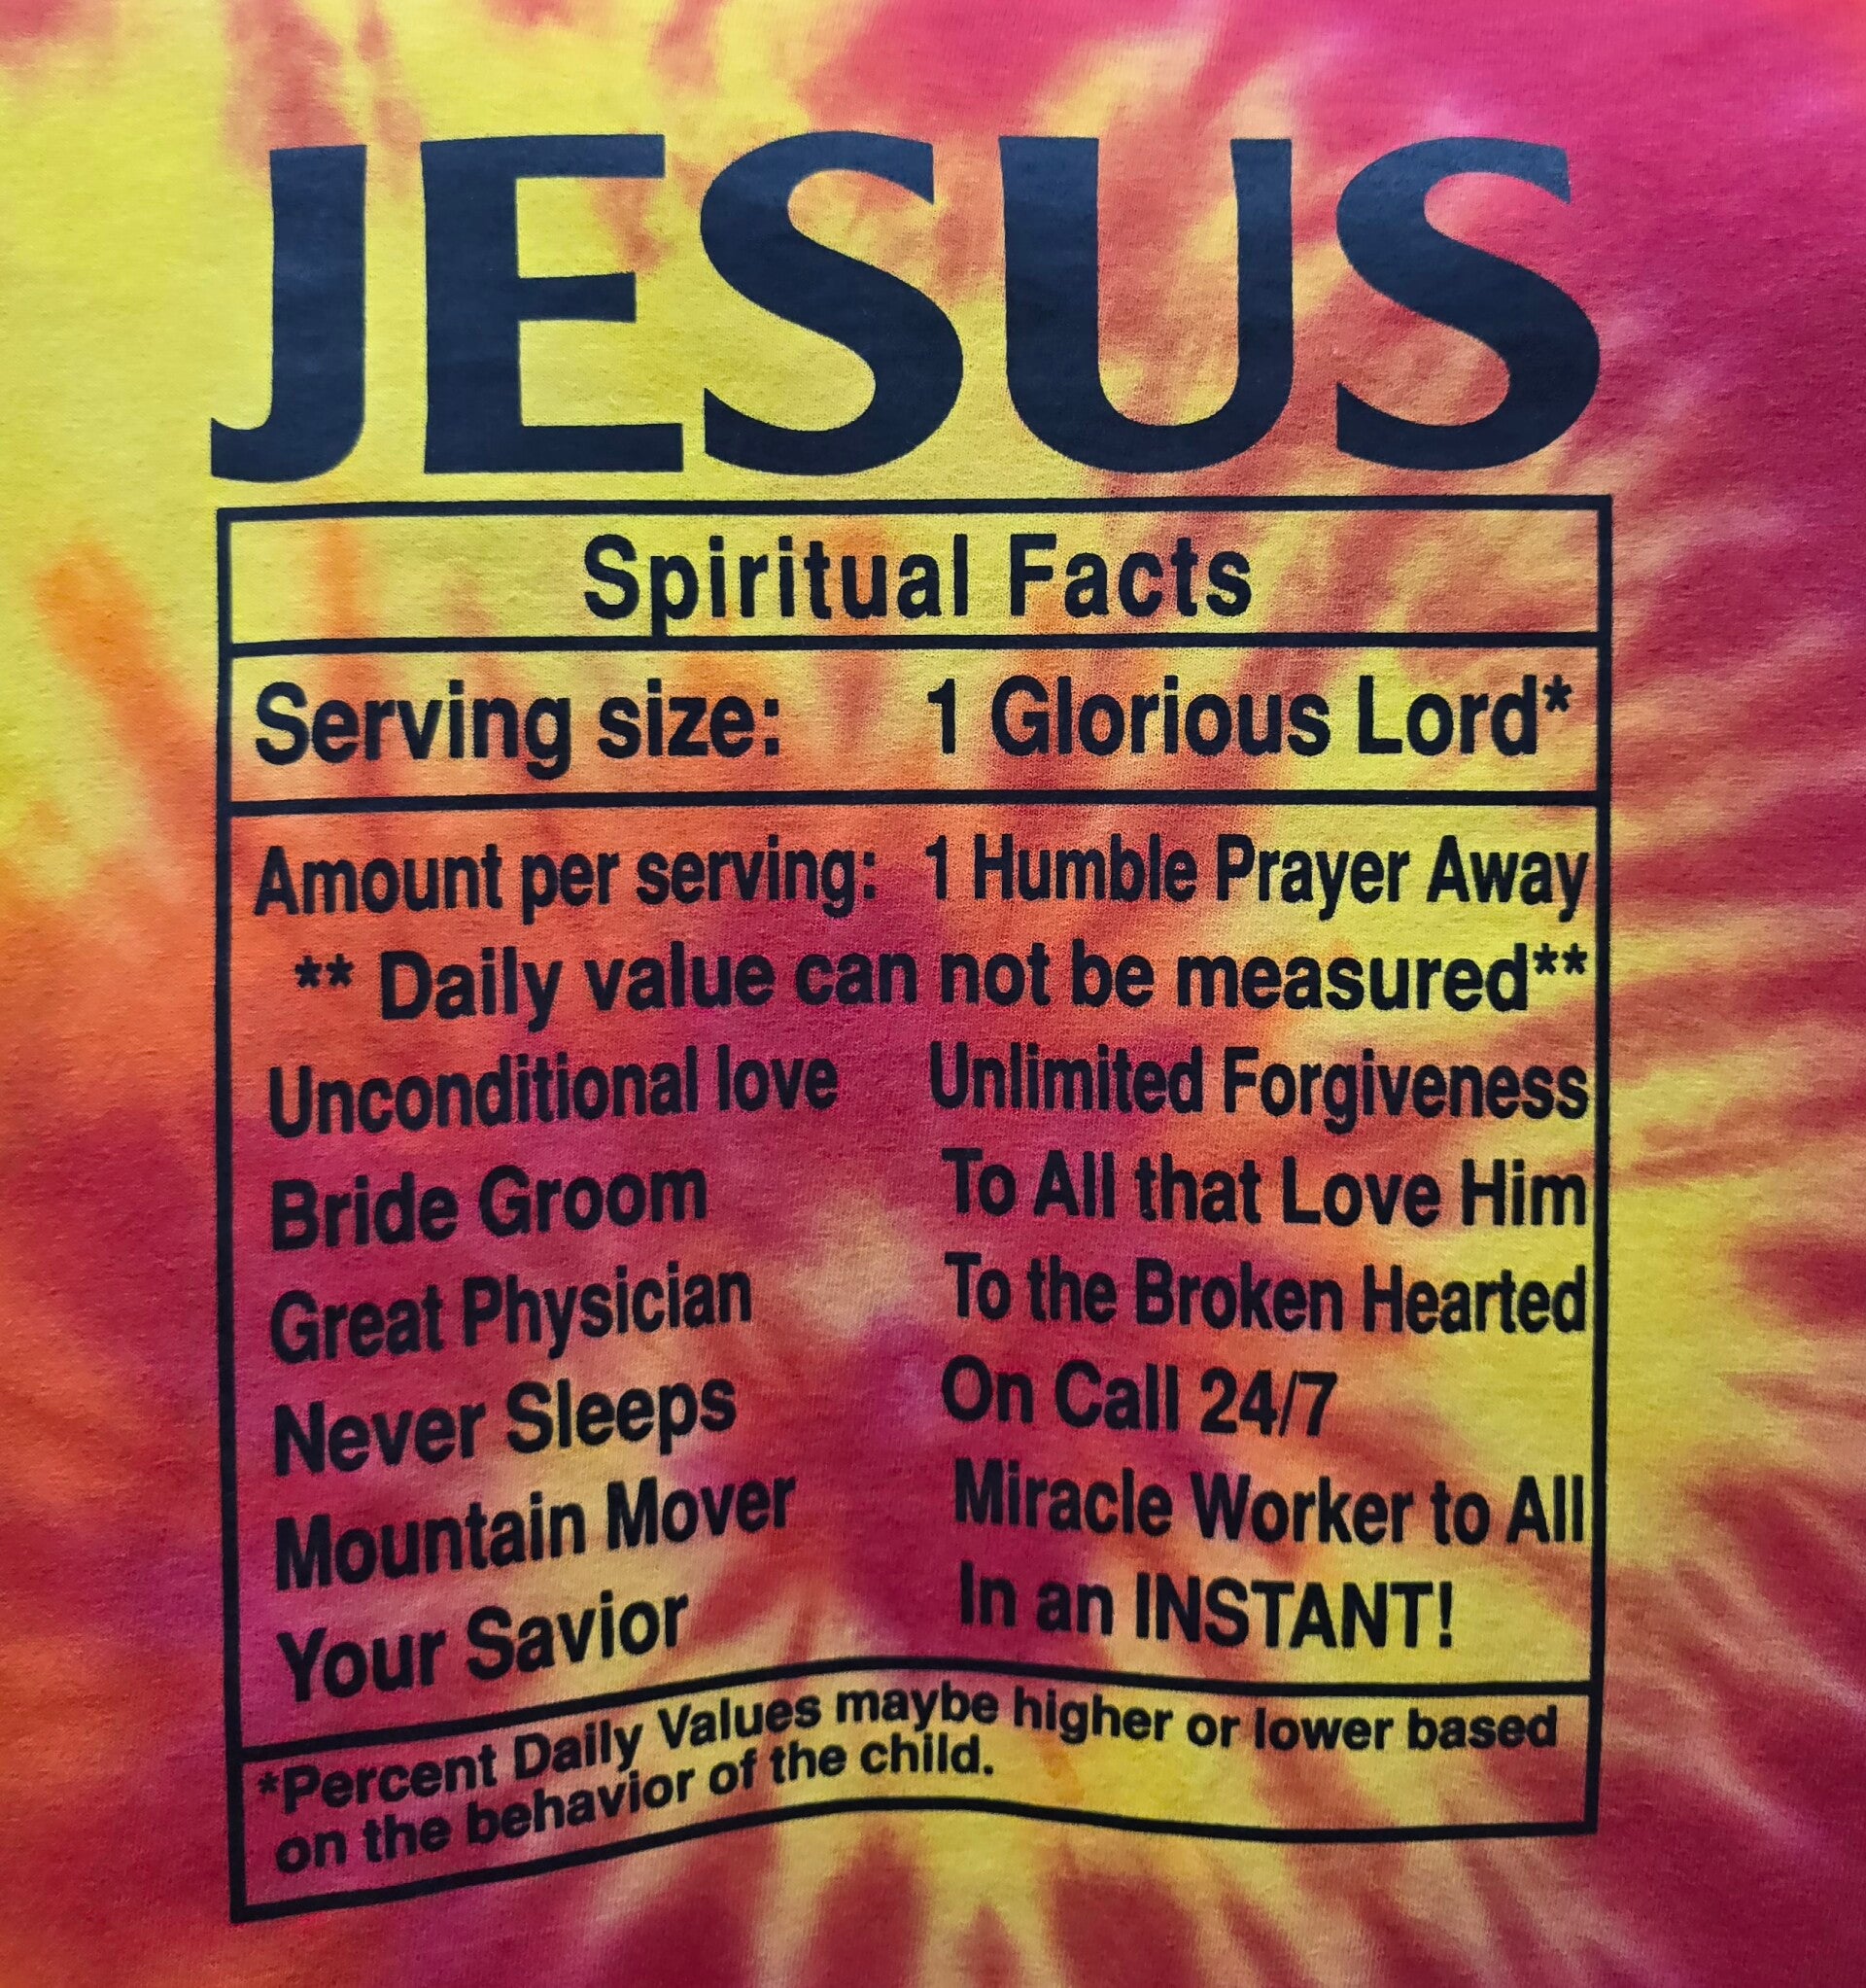 JESUS
Spiritual Facts
Serving size: 1 Glorious Lord*
Amount per serving: 1 Humble Prayer Away
** Daily value can not be measured**
Unconditional love Unlimited Forgiveness
Bride Groom To All that Love Him
Great Physician To the Broken Hearted
Never Sleeps On Call 24/7
Mountain Mover Miracle Worker to All
Your Savior In an INSTANT!
*Percent Daily Values maybe higher or lower based
on the behavior of the child.